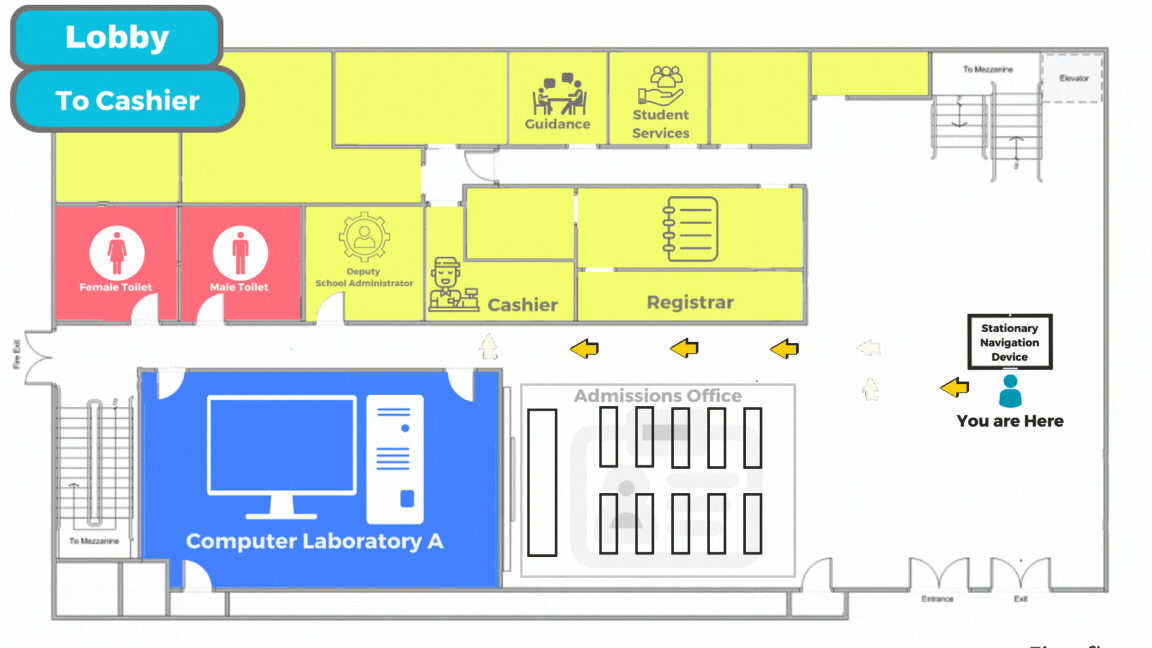 Lobby
To Cashier
To Mezzanine
Elevator
Guidance
Student
Services
Female Toilet
Male Toilet
Deputy
School Administrator
Cashier
Registrar
Fire Exit
Stationary
Navigation
Device
You are Here
Admissions Office
Computer Laboratory A
To Mezzanine
Entrance
Exit